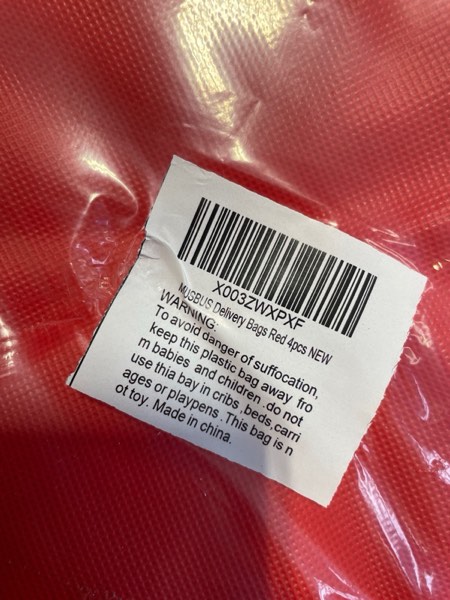 X003ZWXPXF
MUGBUS Delivery Bags Red 4pcs NEW
WARNING:
To avoid danger of suffocation,
keep this plastic bag away fro
m babies and children .do not
use thia bay in cribs ,beds,carri
ages or playpens .This bag is n
ot toy. Made in china.